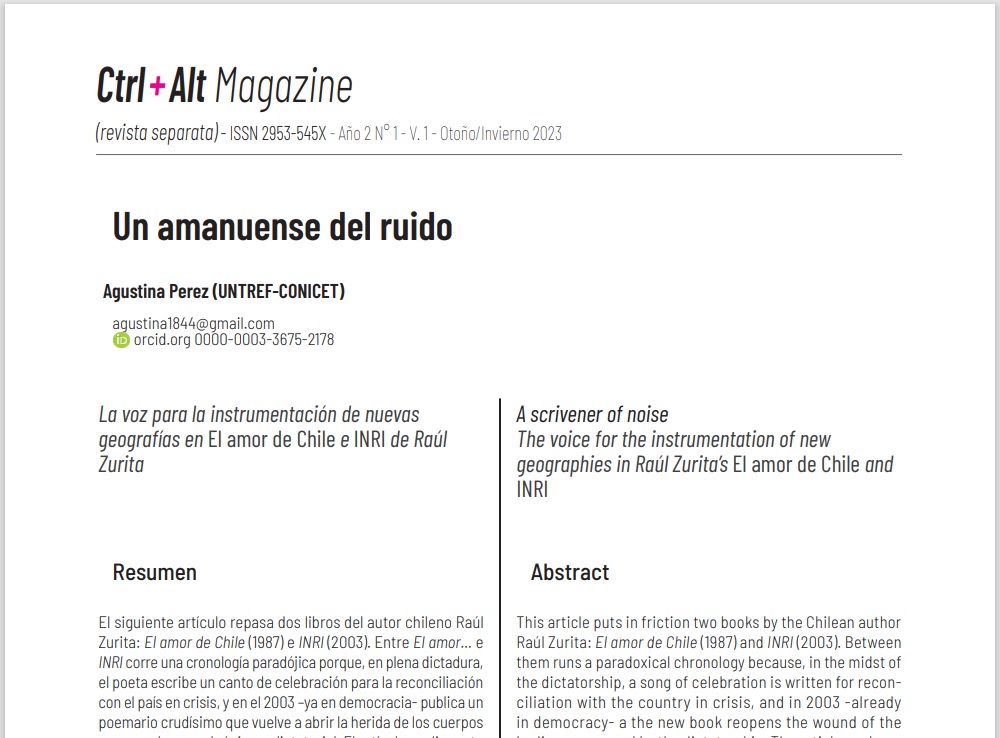 Ctrl+Alt Magazine
(revista separata) - ISSN 2953-545X - Año 2 N° 1 - V. 1 - Otoño/Invierno 2023
Un amanuense del ruido
Agustina Perez (UNTREF-CONICET)
agustina1844@gmail.com
iD orcid.org 0000-0003-3675-2178
La voz para la instrumentación de nuevas
geografías en El amor de Chile e INRI de Raúl
Zurita
Resumen
El siguiente artículo repasa dos libros del autor chileno Raúl
Zurita: El amor de Chile (1987) e INRI (2003). Entre El amor... e
INRI corre una cronología paradójica porque, en plena dictadura,
el poeta escribe un canto de celebración para la reconciliación
con el país en crisis, y en el 2003 –ya en democracia- publica un
poemario crudísimo que vuelve a abrir la herida de los cuerpos
A scrivener of noise
The voice for the instrumentation of new
geographies in Raúl Zurita's El amor de Chile and
INRI
Abstract
This article puts in friction two books by the Chilean author
Raúl Zurita: El amor de Chile (1987) and INRI (2003). Between
them runs a paradoxical chronology because, in the midst of
the dictatorship, a song of celebration is written for recon-
ciliation with the country in crisis, and in 2003 -already
in democracy- a the new book reopens the wound of the